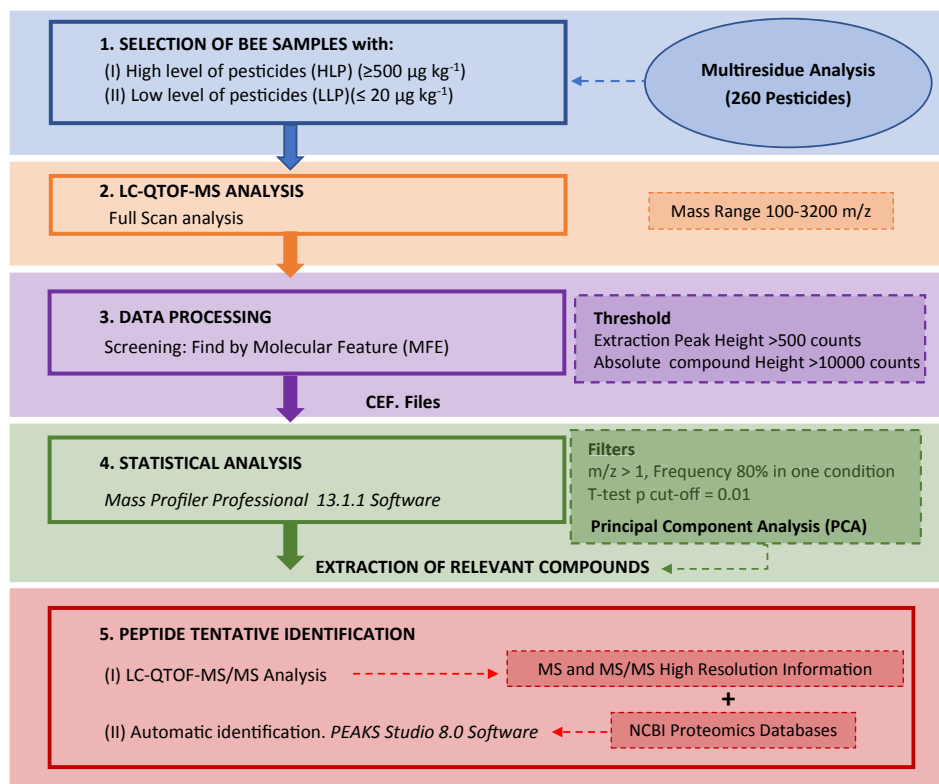 1. SELECTION OF BEE SAMPLES with:
(I) High level of pesticides (HLP) (≥500 µg kg⁻¹)
(II) Low level of pesticides (LLP)(≤ 20 µg kg⁻¹)
Multiresidue Analysis
(260 Pesticides)
2. LC-QTOF-MS ANALYSIS
Full Scan analysis
Mass Range 100-3200 m/z
3. DATA PROCESSING
Screening: Find by Molecular Feature (MFE)
Threshold
Extraction Peak Height >500 counts
Absolute compound Height >10000 counts
CEF. Files
4. STATISTICAL ANALYSIS
Mass Profiler Professional 13.1.1 Software
Filters
m/z > 1, Frequency 80% in one condition
T-test p cut-off = 0.01
Principal Component Analysis (PCA)
EXTRACTION OF RELEVANT COMPOUNDS
5. PEPTIDE TENTATIVE IDENTIFICATION
(I) LC-QTOF-MS/MS Analysis
MS and MS/MS High Resolution Information
+
(II) Automatic identification. PEAKS Studio 8.0 Software
NCBI Proteomics Databases